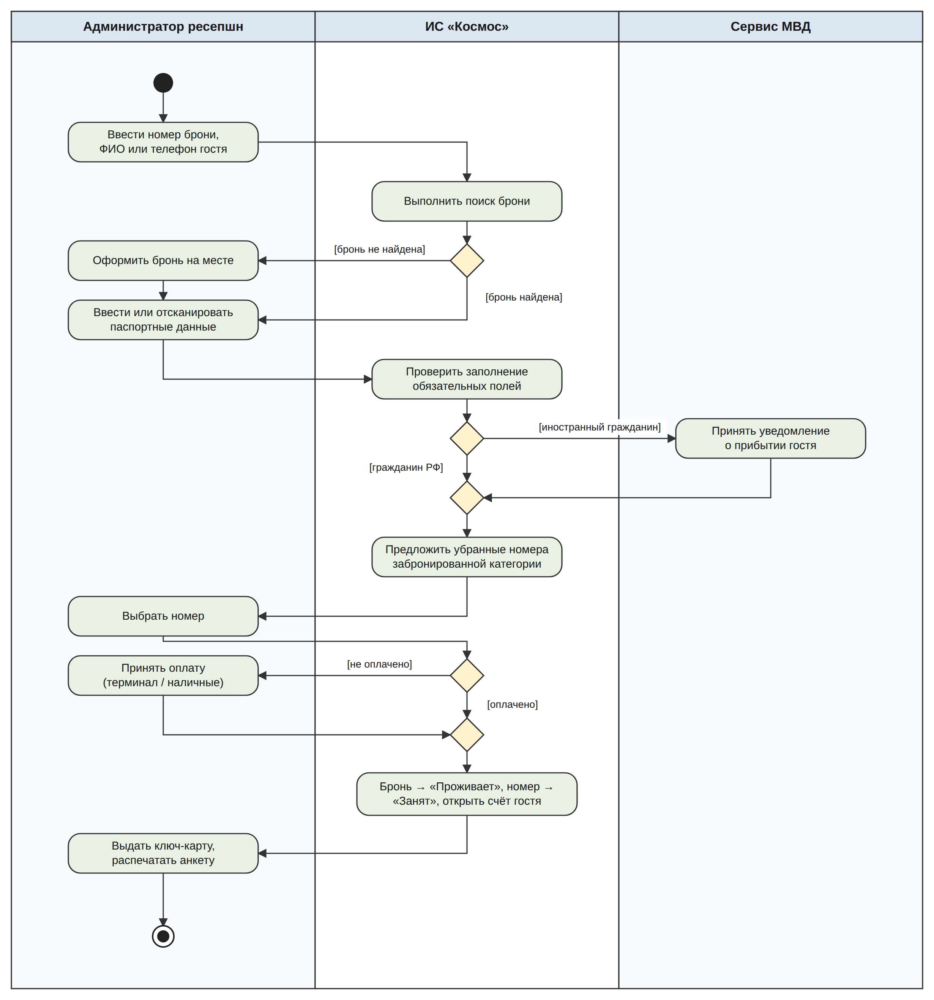 Администратор ресепшн
ИС «Космос»
Сервис МВД
Ввести номер брони,
ФИО или телефон гостя
Выполнить поиск брони
[бронь не найдена]
Оформить бронь на месте
[бронь найдена]
Ввести или отсканировать
паспортные данные
Проверить заполнение
обязательных полей
[иностранный гражданин]
Принять уведомление
о прибытии гостя
[гражданин РФ]
Предложить убранные номера
забронированной категории
Выбрать номер
[не оплачено]
Принять оплату
(терминал / наличные)
[оплачено]
Бронь → «Проживает», номер →
«Занят», открыть счёт гостя
Выдать ключ-карту,
распечатать анкету